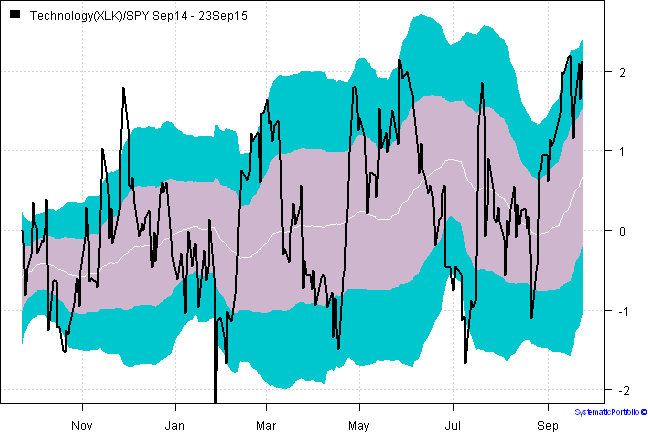 Technology(XLK)/SPY Sep14 - 23Sep15
2
1
0
-1
-2
Nov Jan Mar May Jul Sep
SystematicPortfolio ©